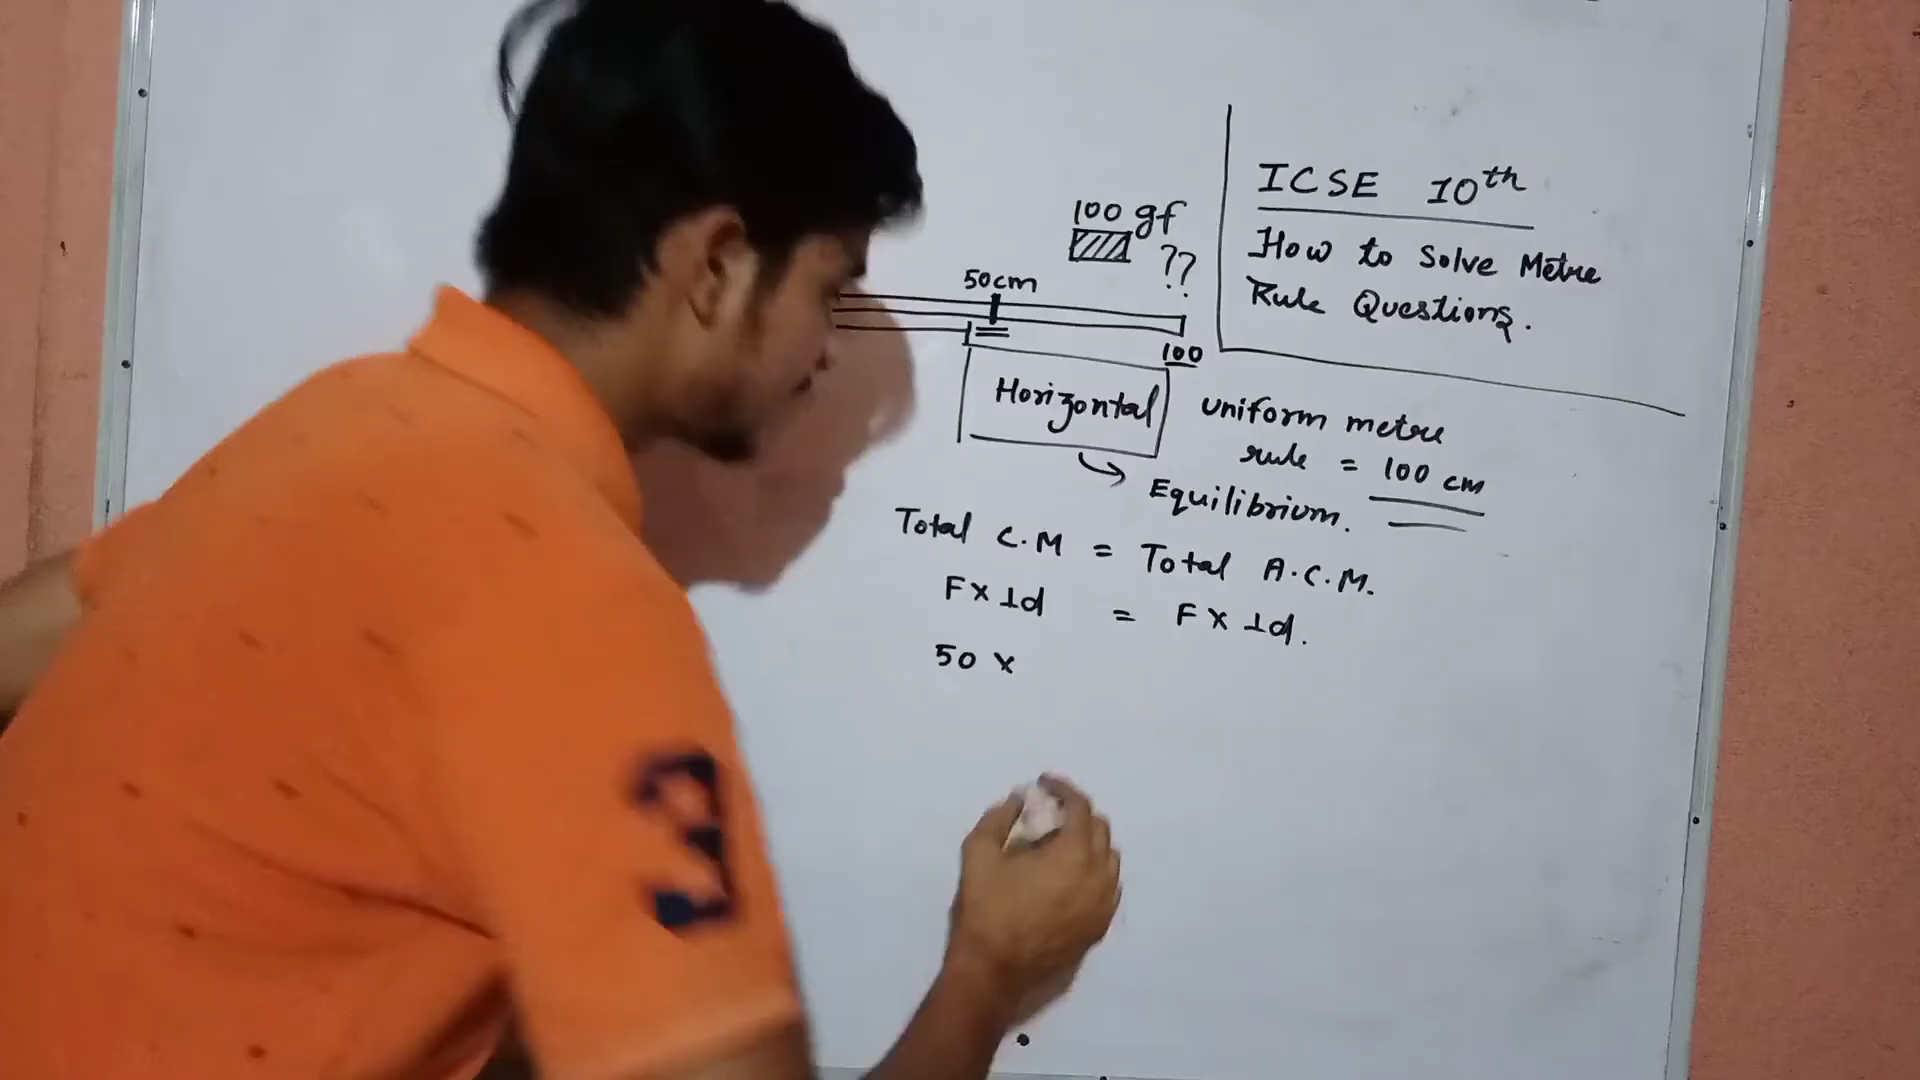 ICSE 10th
How to Solve Metre
Rule Questions.
100 gf
??
50cm
100
Horizontal
uniform metre
rule = 100 cm
Equilibrium.
Total C.M = Total A.C.M.
F x ⊥d = F x ⊥d.
50 x
3